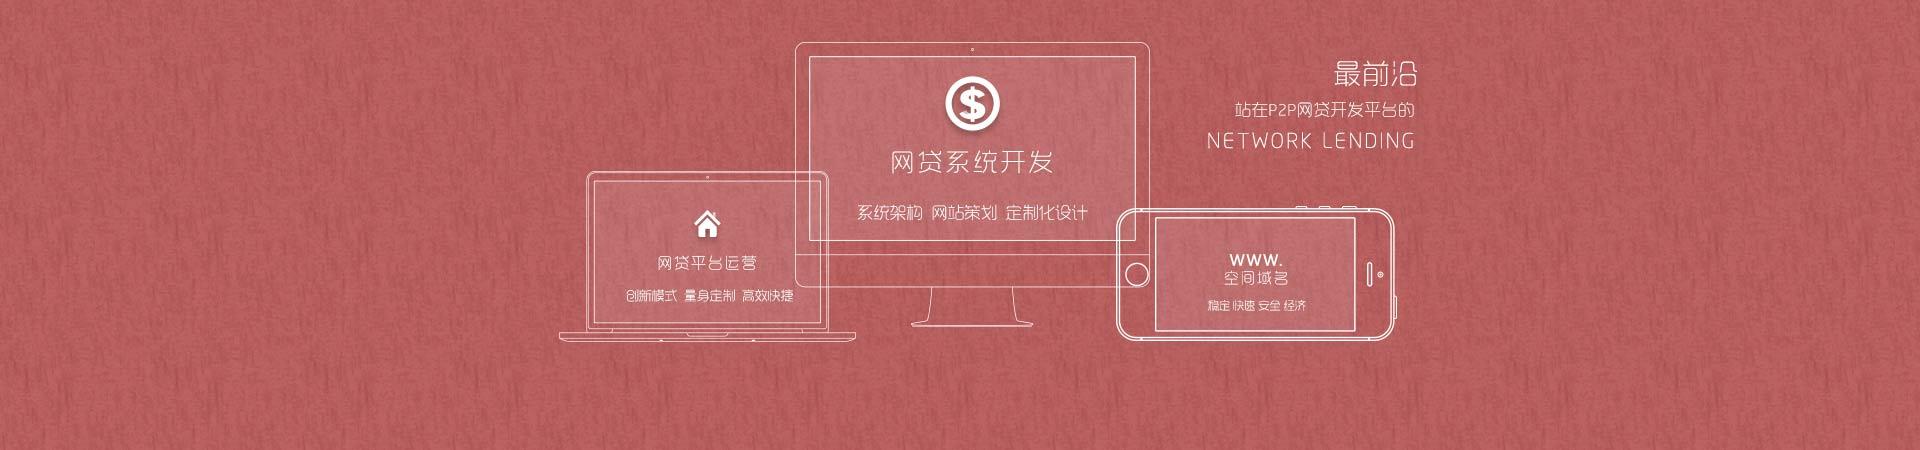 最前沿
站在P2P网贷开发平台的
NETWORK LENDING
$
网贷系统开发
系统架构 网站策划 定制化设计
网贷平台运营
创新模式 量身定制 高效快捷
WWW.
空间域名
稳定 快速 安全 经济